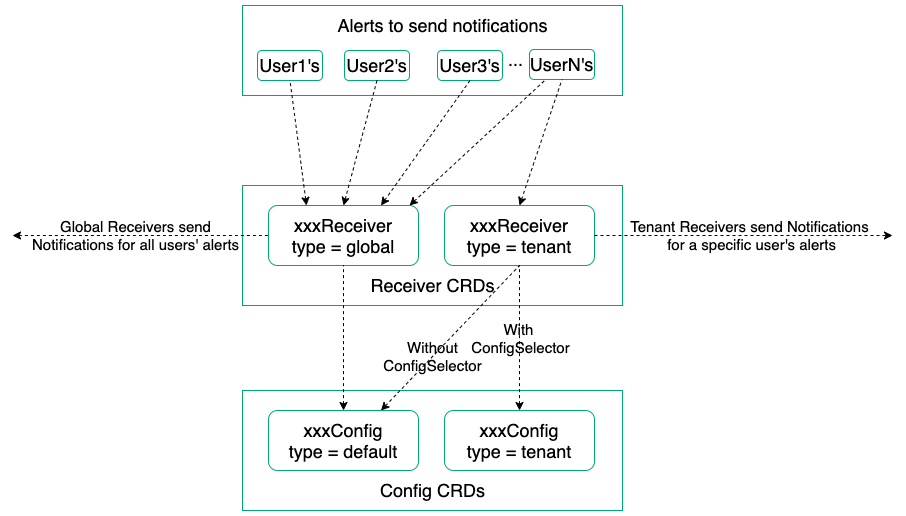 Alerts to send notifications
User1's
User2's
User3's
...
UserN's
Global Receivers send
Notifications for all users' alerts
xxxReceiver
type = global
xxxReceiver
type = tenant
Tenant Receivers send Notifications
for a specific user's alerts
Receiver CRDs
Without
ConfigSelector
With
ConfigSelector
xxxConfig
type = default
xxxConfig
type = tenant
Config CRDs